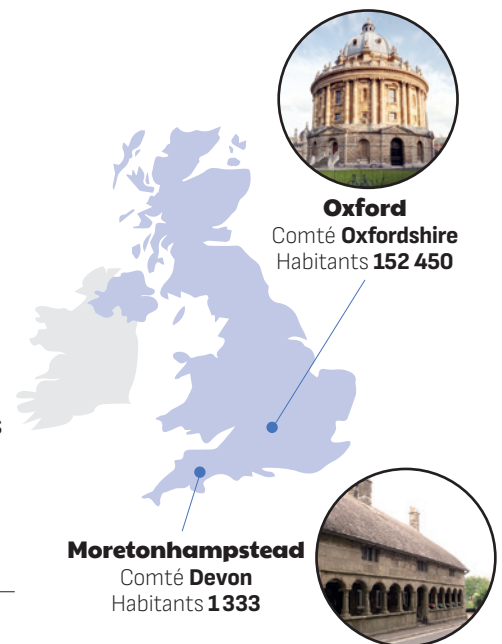 Oxford
Comté Oxfordshire
Habitants 152 450
s
Moretonhampstead
Comté Devon
Habitants 1 333